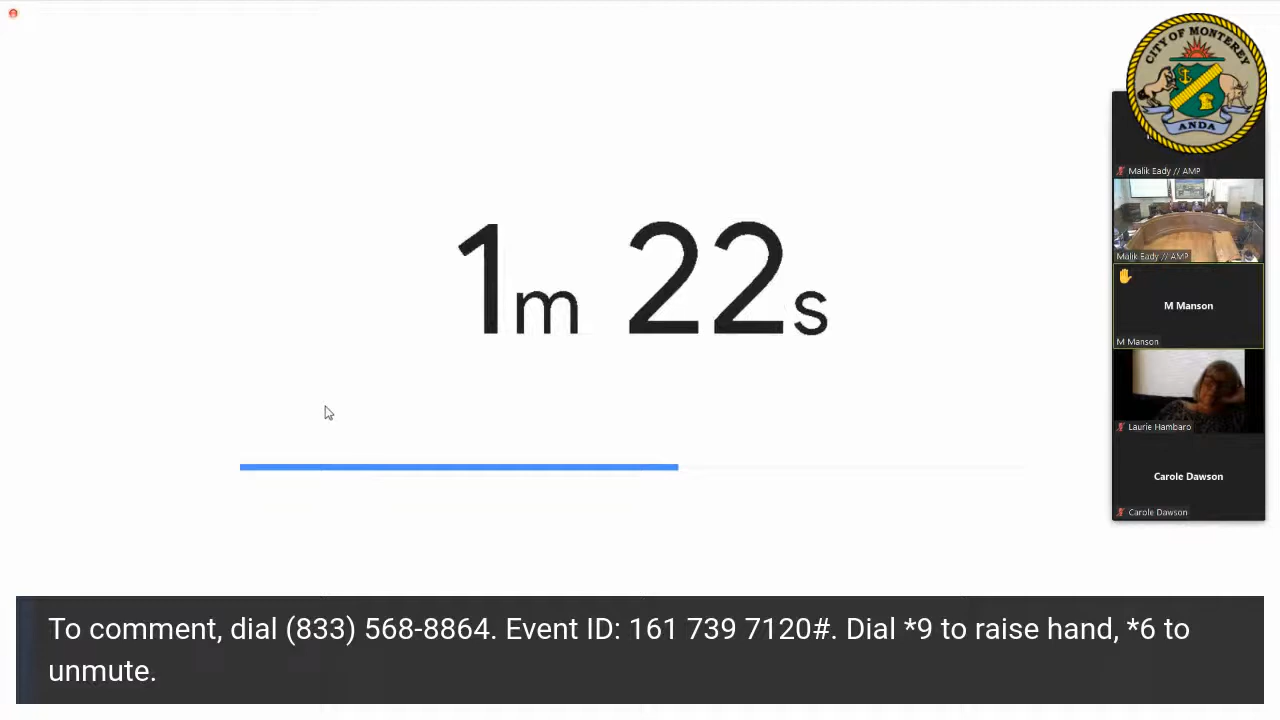 CITY OF MONTEREY
ANDA
Malik Eady // AMP
1m 22s
Malik Eady // AMP
M Manson
M Manson
Laurie Hambaro
Carole Dawson
Carole Dawson
To comment, dial (833) 568-8864. Event ID: 161 739 7120#. Dial *9 to raise hand, *6 to
unmute.